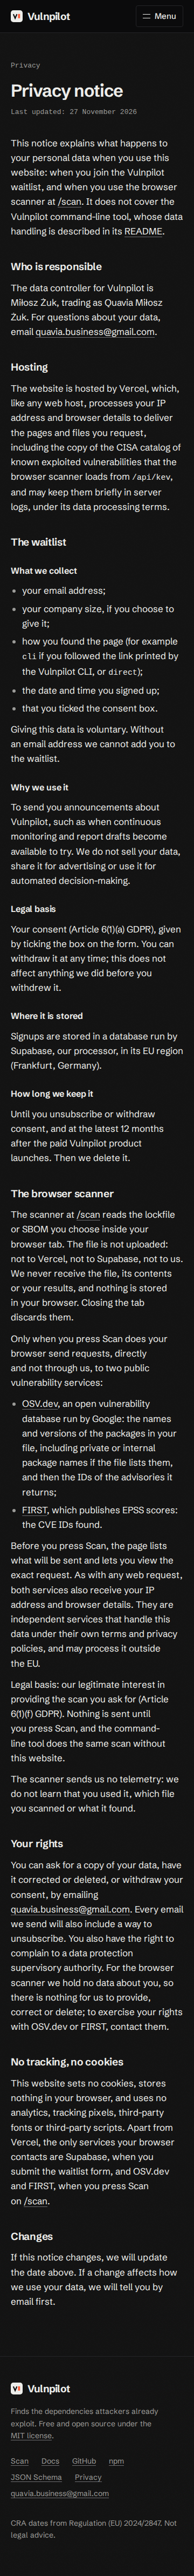 Vulnpilot
Menu
Privacy
Privacy notice
Last updated: 27 November 2026
This notice explains what happens to
your personal data when you use this
website: when you join the Vulnpilot
waitlist, and when you use the browser
scanner at /scan. It does not cover the
Vulnpilot command-line tool, whose data
handling is described in its README.
Who is responsible
The data controller for Vulnpilot is
Miłosz Żuk, trading as Quavia Miłosz
Żuk. For questions about your data,
email quavia.business@gmail.com.
Hosting
The website is hosted by Vercel, which,
like any web host, processes your IP
address and browser details to deliver
the pages and files you request,
including the copy of the CISA catalog of
known exploited vulnerabilities that the
browser scanner loads from /api/kev,
and may keep them briefly in server
logs, under its data processing terms.
The waitlist
What we collect
your email address;
your company size, if you choose to
give it;
how you found the page (for example
cli if you followed the link printed by
the Vulnpilot CLI, or direct);
the date and time you signed up;
that you ticked the consent box.
Giving this data is voluntary. Without
an email address we cannot add you to
the waitlist.
Why we use it
To send you announcements about
Vulnpilot, such as when continuous
monitoring and report drafts become
available to try. We do not sell your data,
share it for advertising or use it for
automated decision-making.
Legal basis
Your consent (Article 6(1)(a) GDPR), given
by ticking the box on the form. You can
withdraw it at any time; this does not
affect anything we did before you
withdrew it.
Where it is stored
Signups are stored in a database run by
Supabase, our processor, in its EU region
(Frankfurt, Germany).
How long we keep it
Until you unsubscribe or withdraw
consent, and at the latest 12 months
after the paid Vulnpilot product
launches. Then we delete it.
The browser scanner
The scanner at /scan reads the lockfile
or SBOM you choose inside your
browser tab. The file is not uploaded:
not to Vercel, not to Supabase, not to us.
We never receive the file, its contents
or your results, and nothing is stored
in your browser. Closing the tab
discards them.
Only when you press Scan does your
browser send requests, directly
and not through us, to two public
vulnerability services:
OSV.dev, an open vulnerability
database run by Google: the names
and versions of the packages in your
file, including private or internal
package names if the file lists them,
and then the IDs of the advisories it
returns;
FIRST, which publishes EPSS scores:
the CVE IDs found.
Before you press Scan, the page lists
what will be sent and lets you view the
exact request. As with any web request,
both services also receive your IP
address and browser details. They are
independent services that handle this
data under their own terms and privacy
policies, and may process it outside
the EU.
Legal basis: our legitimate interest in
providing the scan you ask for (Article
6(1)(f) GDPR). Nothing is sent until
you press Scan, and the command-
line tool does the same scan without
this website.
The scanner sends us no telemetry: we
do not learn that you used it, which file
you scanned or what it found.
Your rights
You can ask for a copy of your data, have
it corrected or deleted, or withdraw your
consent, by emailing
quavia.business@gmail.com. Every email
we send will also include a way to
unsubscribe. You also have the right to
complain to a data protection
supervisory authority. For the browser
scanner we hold no data about you, so
there is nothing for us to provide,
correct or delete; to exercise your rights
with OSV.dev or FIRST, contact them.
No tracking, no cookies
This website sets no cookies, stores
nothing in your browser, and uses no
analytics, tracking pixels, third-party
fonts or third-party scripts. Apart from
Vercel, the only services your browser
contacts are Supabase, when you
submit the waitlist form, and OSV.dev
and FIRST, when you press Scan
on /scan.
Changes
If this notice changes, we will update
the date above. If a change affects how
we use your data, we will tell you by
email first.
Vulnpilot
Finds the dependencies attackers already
exploit. Free and open source under the
MIT license.
Scan Docs GitHub npm
JSON Schema Privacy
quavia.business@gmail.com
CRA dates from Regulation (EU) 2024/2847. Not
legal advice.